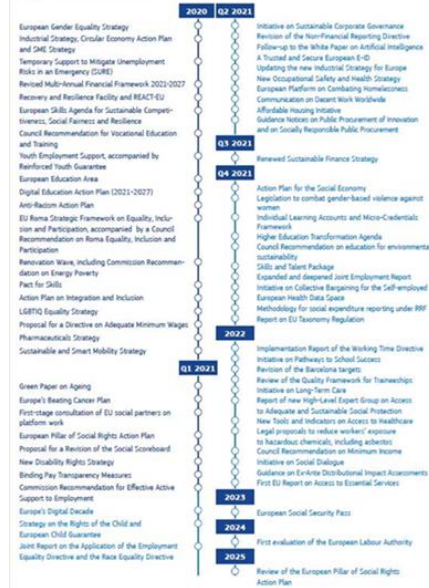 2020
European Gender Equality Strategy
Industrial Strategy, Circular Economy Action Plan
and SME Strategy
Temporary Support to Mitigate Unemployment
Risks in an Emergency (SURE)
Revised Multi-Annual Financial Framework 2021-2027
Recovery and Resilience Facility and REACT-EU
European Skills Agenda for Sustainable Competi-
tiveness, Social Fairness and Resilience
Council Recommendation for Vocational Education
and Training
Youth Employment Support, accompanied by
Reinforced Youth Guarantee
European Education Area
Digital Education Action Plan (2021-2027)
Anti-Racism Action Plan
EU Roma Strategic Framework on Equality, Inclu-
sion and Participation, accompanied by a Council
Recommendation on Roma Equality, Inclusion and
Participation
Renovation Wave, including Commission Recommen-
dation on Energy Poverty
Pact for Skills
Action Plan on Integration and Inclusion
LGBTIQ Equality Strategy
Proposal for a Directive on Adequate Minimum Wages
Pharmaceuticals Strategy
Sustainable and Smart Mobility Strategy
Q1 2021
Green Paper on Ageing
Europe's Beating Cancer Plan
First-stage consultation of EU social partners on
platform work
European Pillar of Social Rights Action Plan
Proposal for a Revision of the Social Scoreboard
New Disability Rights Strategy
Binding Pay Transparency Measures
Commission Recommendation for Effective Active
Support to Employment
Europe's Digital Decade
Strategy on the Rights of the Child and
European Child Guarantee
Joint Report on the Application of the Employment
Equality Directive and the Race Equality Directive
Q2 2021
Initiative on Sustainable Corporate Governance
Revision of the Non-Financial Reporting Directive
Follow-up to the White Paper on Artificial Intelligence
A Trusted and Secure European E-ID
Updating the new Industrial Strategy for Europe
New Occupational Safety and Health Strategy
European Platform on Combating Homelessness
Communication on Decent Work Worldwide
Affordable Housing Initiative
Guidance Notices on Public Procurement of Innovation
and on Socially Responsible Public Procurement
Q3 2021
Renewed Sustainable Finance Strategy
Q4 2021
Action Plan for the Social Economy
Legislation to combat gender-based violence against
women
Individual Learning Accounts and Micro-Credentials
Framework
Higher Education Transformation Agenda
Council Recommendation on education for environmental
sustainability
Skills and Talent Package
Expanded and deepened Joint Employment Report
Initiative on Collective Bargaining for the Self-employed
European Health Data Space
Methodology for social expenditure reporting under RRF
Report on EU Taxonomy Regulation
2022
Implementation Report of the Working Time Directive
Initiative on Pathways to School Success
Revision of the Barcelona targets
Review of the Quality Framework for Traineeships
Initiative on Long-Term Care
Report of new High-Level Expert Group on Access
to Adequate and Sustainable Social Protection
New Tools and Indicators on Access to Healthcare
Legal proposals to reduce workers' exposure
to hazardous chemicals, including asbestos
Council Recommendation on Minimum Income
Initiative on Social Dialogue
Guidance on Ex-Ante Distributional Impact Assessments
First EU Report on Access to Essential Services
2023
European Social Security Pass
2024
First evaluation of the European Labour Authority
2025
Review of the European Pillar of Social Rights
Action Plan